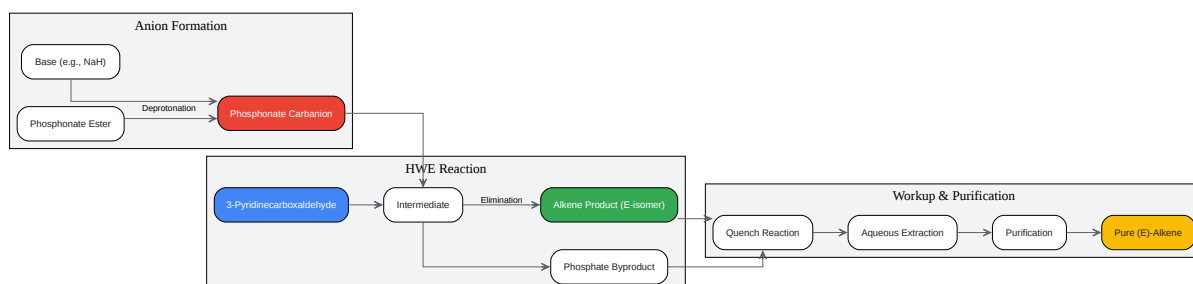 Anion Formation
Base (e.g., NaH)
Deprotonation
Phosphonate Ester
Phosphonate Carbanion
HWE Reaction
3-Pyridinecarboxaldehyde
Intermediate
Elimination
Alkene Product (E-isomer)
Phosphate Byproduct
Workup & Purification
Quench Reaction
Aqueous Extraction
Purification
Pure (E)-Alkene